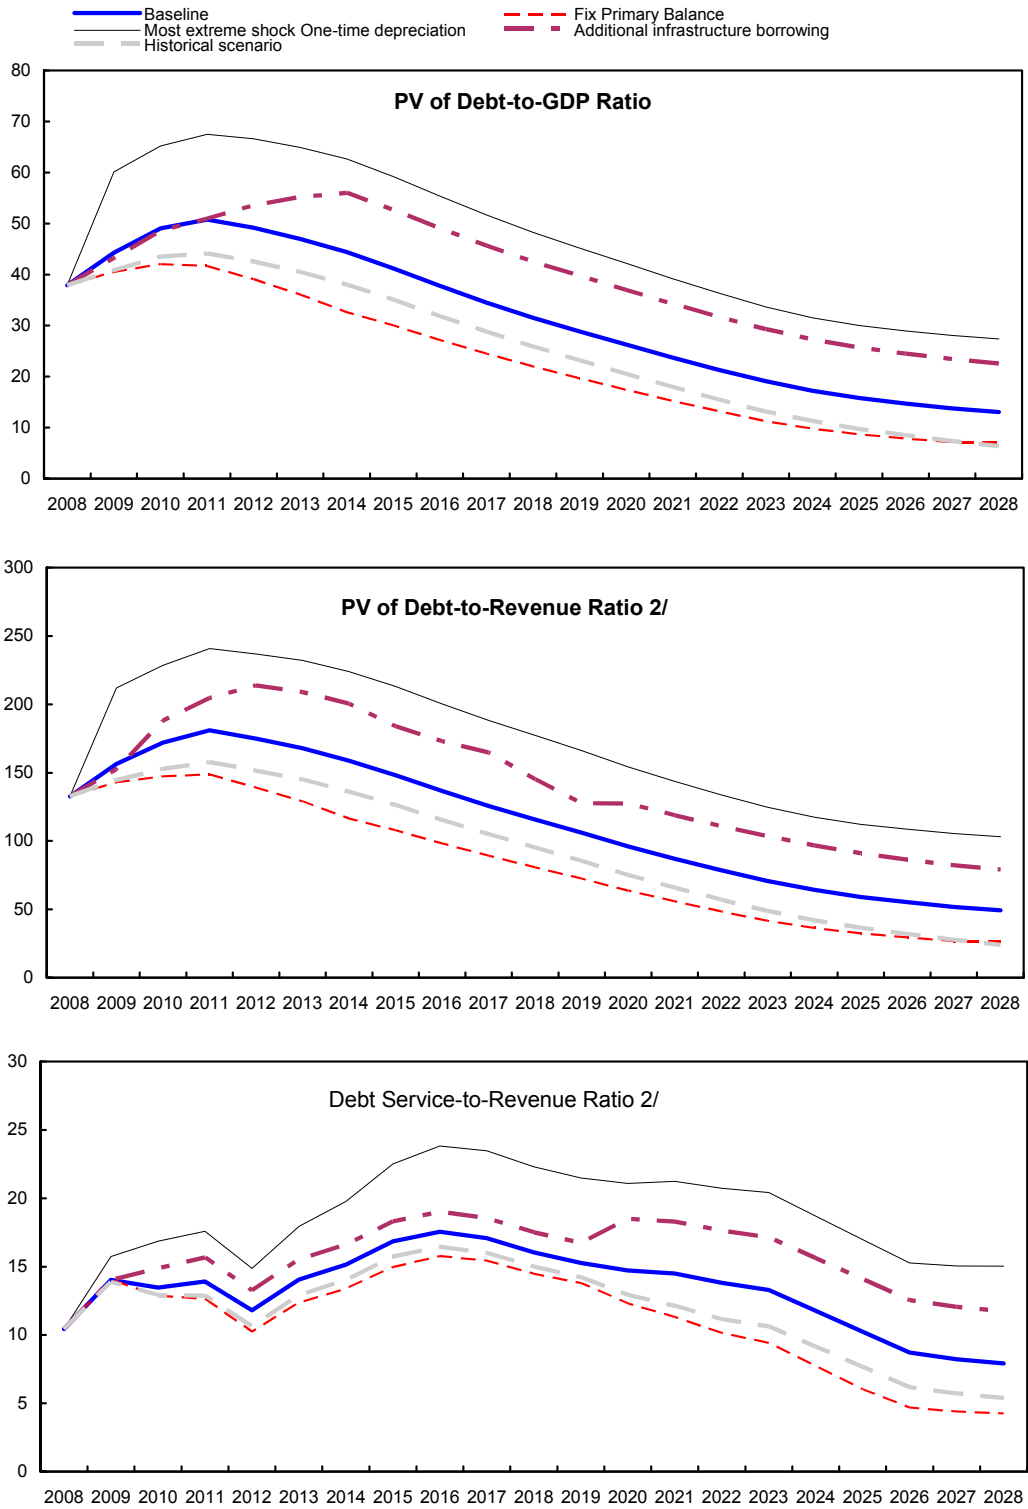 Baseline
Fix Primary Balance
Most extreme shock One-time depreciation
Additional infrastructure borrowing
Historical scenario
PV of Debt-to-GDP Ratio
80
70
60
50
40
30
20
10
0
2008 2009 2010 2011 2012 2013 2014 2015 2016 2017 2018 2019 2020 2021 2022 2023 2024 2025 2026 2027 2028
PV of Debt-to-Revenue Ratio 2/
300
250
200
150
100
50
0
2008 2009 2010 2011 2012 2013 2014 2015 2016 2017 2018 2019 2020 2021 2022 2023 2024 2025 2026 2027 2028
Debt Service-to-Revenue Ratio 2/
30
25
20
15
10
5
0
2008 2009 2010 2011 2012 2013 2014 2015 2016 2017 2018 2019 2020 2021 2022 2023 2024 2025 2026 2027 2028